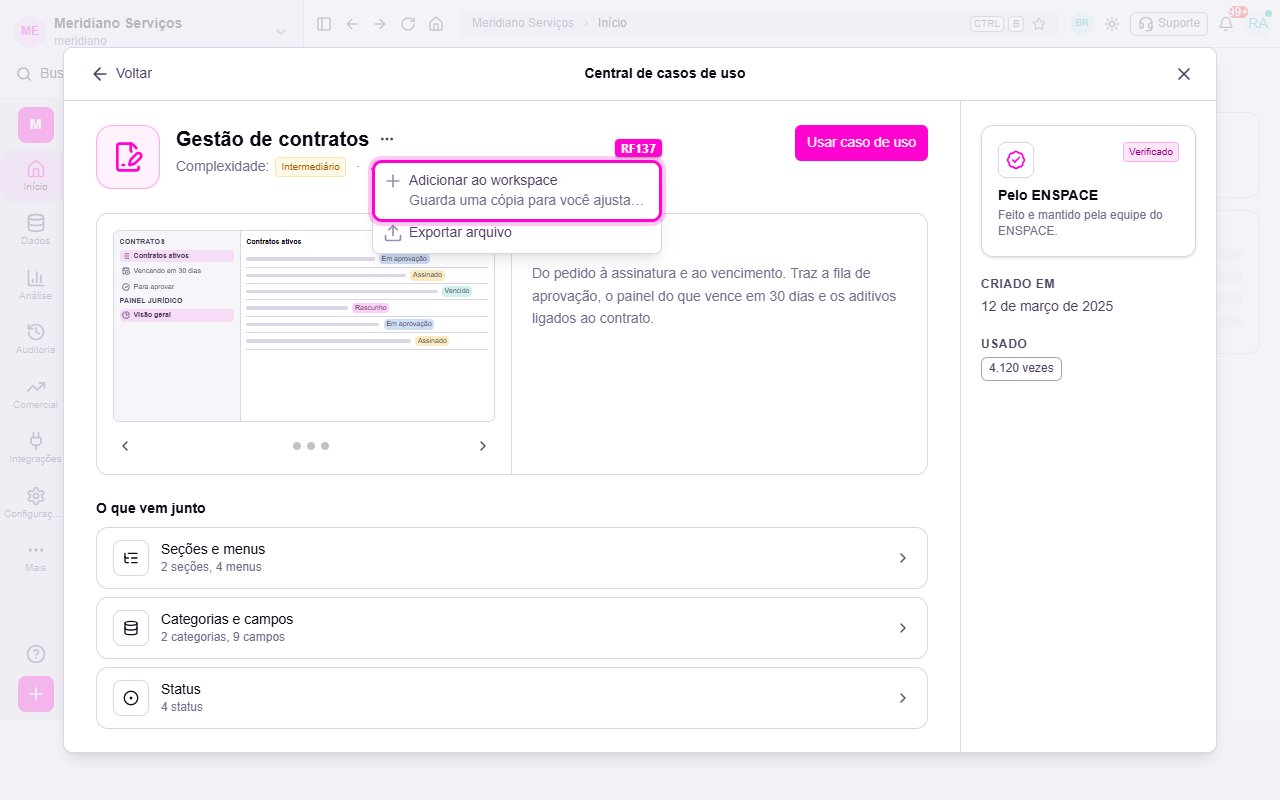 ME
Meridiano Serviços
meridiano
Meridiano Serviços
Início
CTRL
B
BR
Suporte
99+
RA
Bus
Voltar
Central de casos de uso
M
Início
Dados
Análise
Auditoria
Comercial
Integrações
Configuraç...
Mais
Gestão de contratos
Complexidade:
Intermediário
·
Usar caso de uso
RF137
Adicionar ao workspace
Guarda uma cópia para você ajusta...
Exportar arquivo
CONTRATOS
Contratos ativos
Vencendo em 30 dias
Para aprovar
PAINEL JURÍDICO
Visão geral
Contratos ativos
Em aprovação
Assinado
Vencido
Rascunho
Em aprovação
Assinado
Do pedido à assinatura e ao vencimento. Traz a fila de
aprovação, o painel do que vence em 30 dias e os aditivos
ligados ao contrato.
O que vem junto
Seções e menus
2 seções, 4 menus
Categorias e campos
2 categorias, 9 campos
Status
4 status
Verificado
Pelo ENSPACE
Feito e mantido pela equipe do
ENSPACE.
CRIADO EM
12 de março de 2025
USADO
4.120 vezes